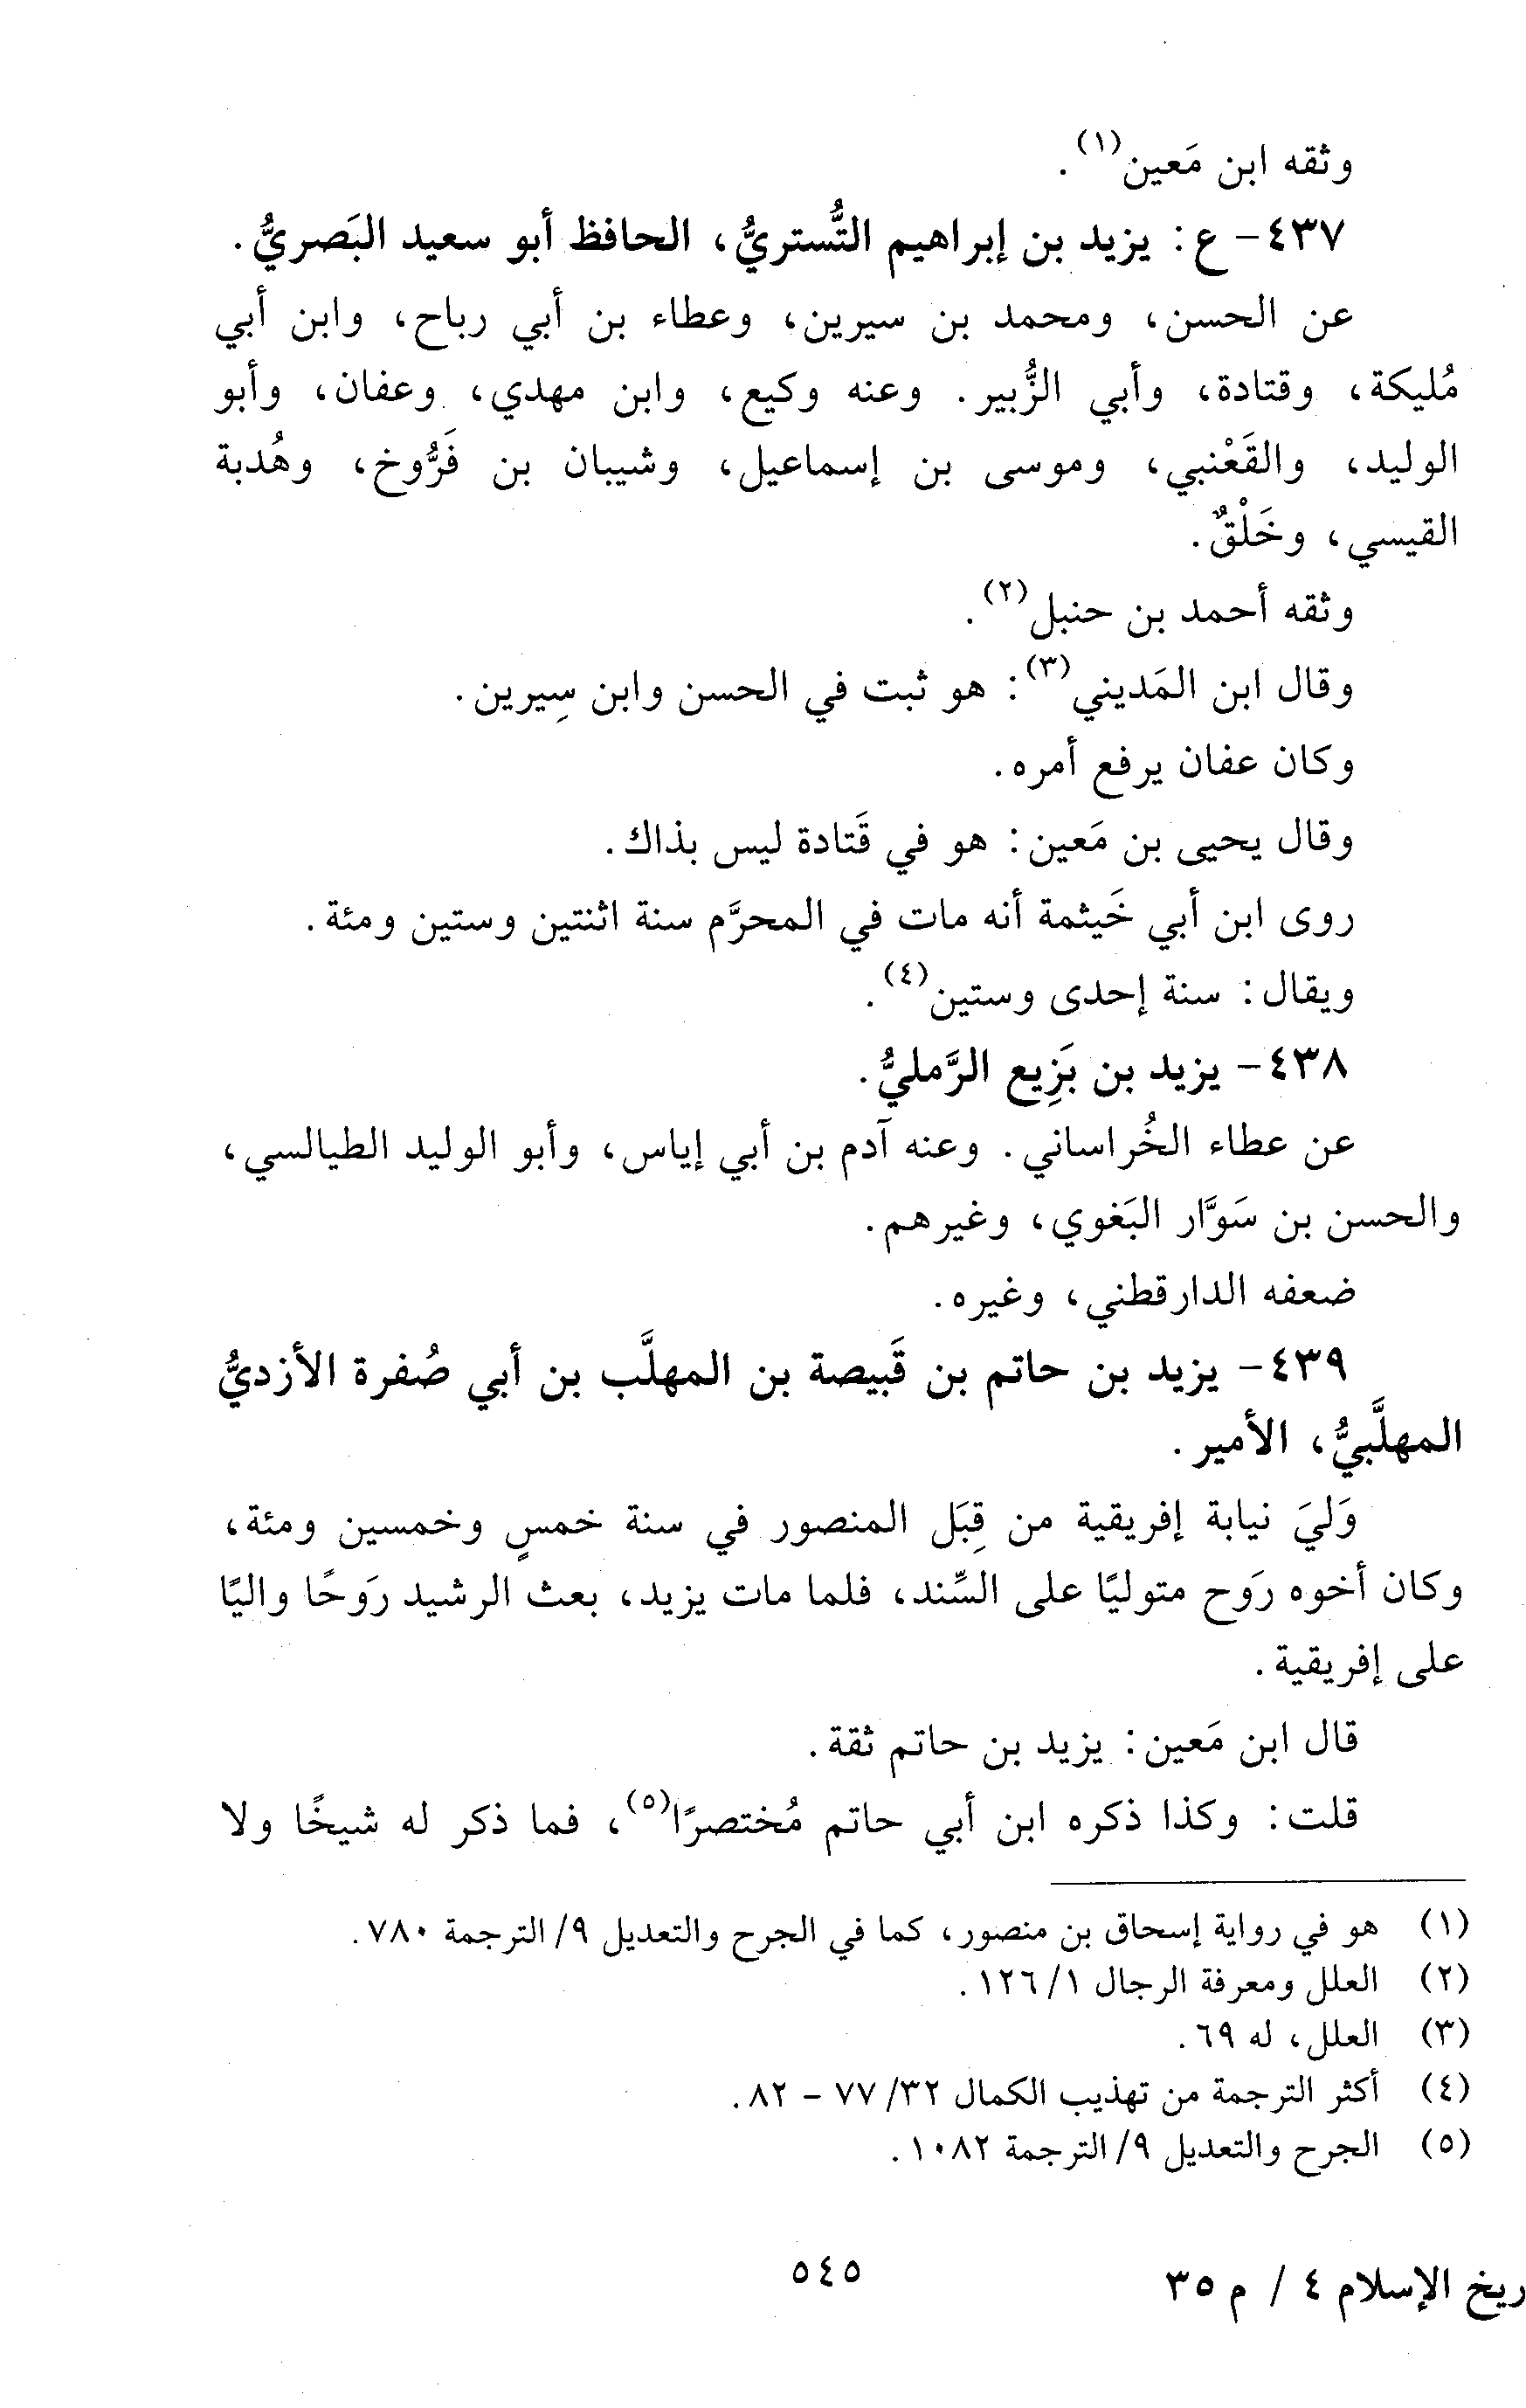 وثقه ابن مَعين(١).
٤٣٧- ع: يزيد بن إبراهيم التُّستريُّ، الحافظ أبو سعيد البَصريُّ.
عن الحسن، ومحمد بن سيرين، وعطاء بن أبي رباح، وابن أبي
مُليكة، وقتادة، وأبي الزُّبير. وعنه وكيع، وابن مهدي، وعفان، وأبو
الوليد، والقَعْنبي، وموسى بن إسماعيل، وشيبان بن فَرُّوخ، وهُدبة
القيسي، وخَلْقٌ.
وثقه أحمد بن حنبل(٢).
وقال ابن المَديني(٣): هو ثبت في الحسن وابن سِيرين.
وكان عفان يرفع أمره.
وقال يحيى بن مَعين: هو في قَتادة ليس بذاك.
روى ابن أبي خَيثمة أنه مات في المحرَّم سنة اثنتين وستين ومئة.
ويقال: سنة إحدى وستين(٤).
٤٣٨- يزيد بن بَزِيع الرَّمليُّ.
عن عطاء الخُراساني. وعنه آدم بن أبي إياس، وأبو الوليد الطيالسي،
والحسن بن سَوَّار البَغوي، وغيرهم.
ضعفه الدارقطني، وغيره.
٤٣٩- يزيد بن حاتم بن قَبيصة بن المهلَّب بن أبي صُفرة الأزديُّ
المهلَّبيُّ، الأمير.
وَليَ نيابة إفريقية من قِبَل المنصور في سنة خمسٍ وخمسين ومئة،
وكان أخوه رَوح متوليًا على السِّند، فلما مات يزيد، بعث الرشيد رَوحًا واليًا
على إفريقية.
قال ابن مَعين: يزيد بن حاتم ثقة.
قلت: وكذا ذكره ابن أبي حاتم مُختصرًا(٥)، فما ذكر له شيخًا ولا
(١) هو في رواية إسحاق بن منصور، كما في الجرح والتعديل ٩/ الترجمة ٧٨٠.
(٢) العلل ومعرفة الرجال ١/ ١٢٦.
(٣) العلل، له ٦٩.
(٤) أكثر الترجمة من تهذيب الكمال ٣٢/ ٧٧ - ٨٢.
(٥) الجرح والتعديل ٩/ الترجمة ١٠٨٢.
ريخ الإسلام ٤ / م ٣٥
٥٤٥